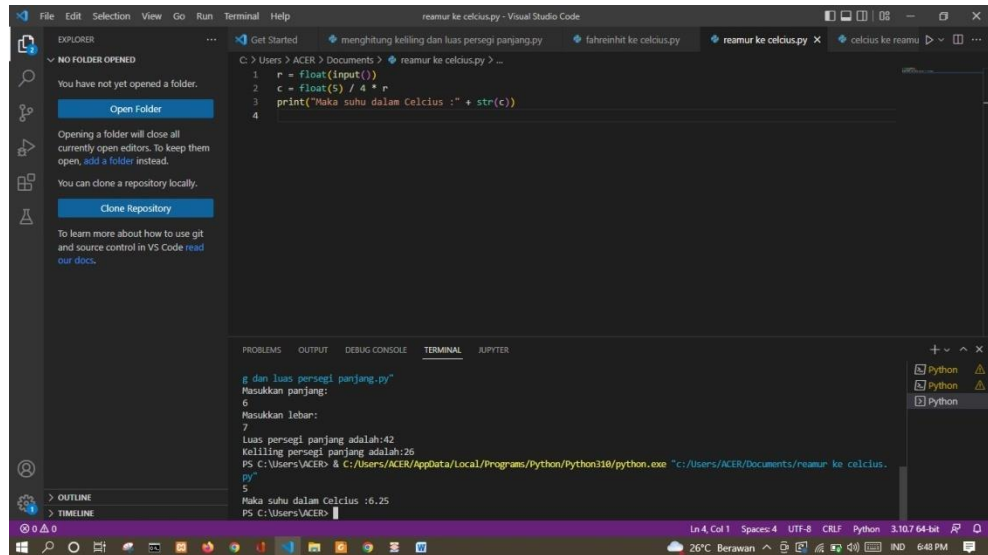 File Edit Selection View Go Run Terminal Help
reamur ke celcius.py - Visual Studio Code
EXPLORER
NO FOLDER OPENED
You have not yet opened a folder.
Open Folder
Opening a folder will close all
currently open editors. To keep them
open, add a folder instead.
You can clone a repository locally.
Clone Repository
To learn more about how to use git
and source control in VS Code read
our docs.
OUTLINE
TIMELINE
Get Started menghitung keliling dan luas persegi panjang.py fahreinhit ke celcius.py reamur ke celcius.py celcius ke reamu
C: > Users > ACER > Documents > reamur ke celcius.py > ...
1 r = float(input())
2 c = float(5) / 4 * r
3 print("Maka suhu dalam Celcius :" + str(c))
4
PROBLEMS OUTPUT DEBUG CONSOLE TERMINAL JUPYTER
g dan luas persegi panjang.py"
Masukkan panjang:
6
Masukkan lebar:
7
Luas persegi panjang adalah:42
Keliling persegi panjang adalah:26
PS C:\Users\ACER> & C:/Users/ACER/AppData/Local/Programs/Python/Python310/python.exe "c:/Users/ACER/Documents/reamur ke celcius.
py"
5
Maka suhu dalam Celcius :6.25
PS C:\Users\ACER>
Python
Python
Python
0 0
Ln 4, Col 1 Spaces: 4 UTF-8 CRLF Python 3.10.7 64-bit
26°C Berawan IND 6:48 PM